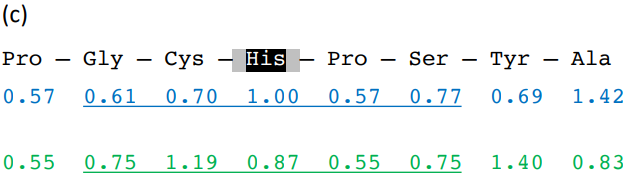 (c)
Pro — Gly — Cys — His — Pro — Ser — Tyr — Ala
0.57 0.61 0.70 1.00 0.57 0.77 0.69 1.42
0.55 0.75 1.19 0.87 0.55 0.75 1.40 0.83